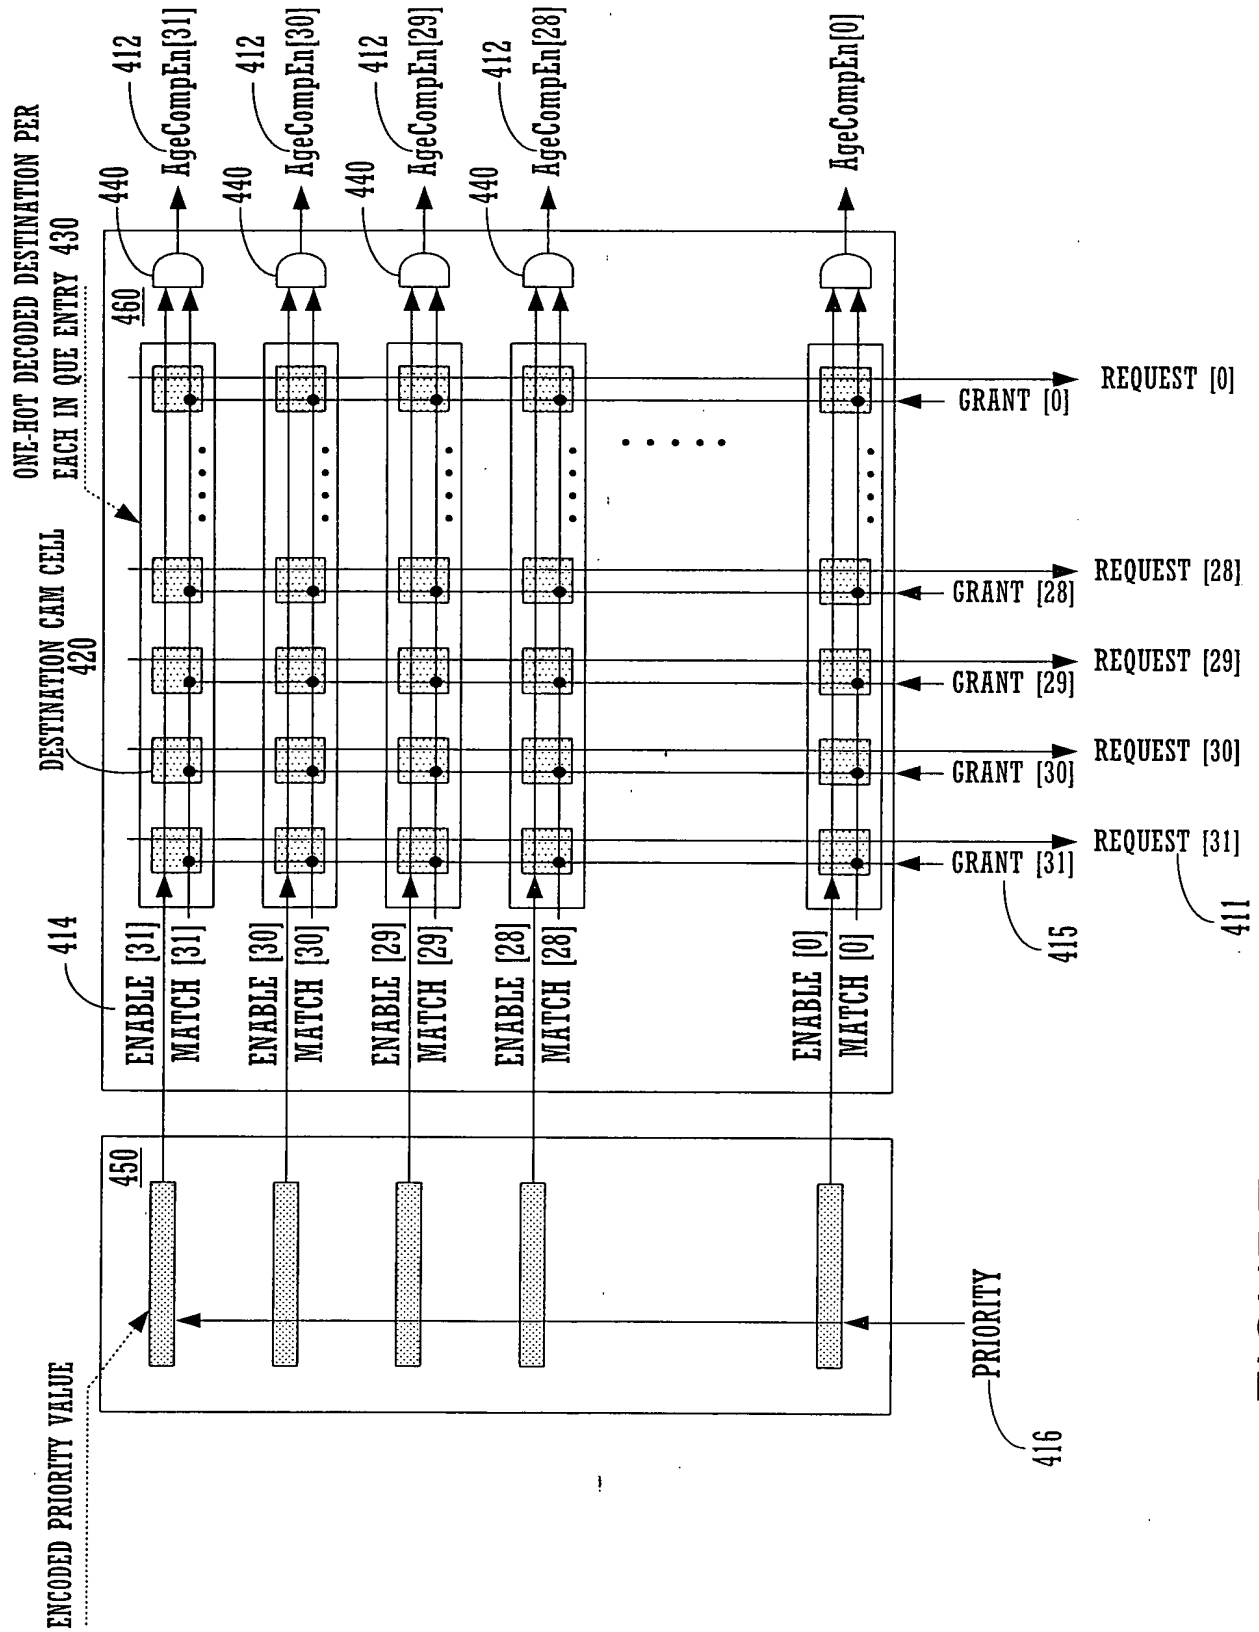 ONE-HOT DECODED DESTINATION PER
EACH IN QUE ENTRY 430
DESTINATION CAM CELL
420
ENCODED PRIORITY VALUE
412
412
412
412
AgeCompEn[31]
AgeCompEn[30]
AgeCompEn[29]
AgeCompEn[28]
AgeCompEn[0]
440
440
440
440
460
450
414
ENABLE [31]
MATCH [31]
ENABLE [30]
MATCH [30]
ENABLE [29]
MATCH [29]
ENABLE [28]
MATCH [28]
ENABLE [0]
MATCH [0]
REQUEST [0]
GRANT [0]
REQUEST [28]
GRANT [28]
REQUEST [29]
GRANT [29]
REQUEST [30]
GRANT [30]
REQUEST [31]
GRANT [31]
415
411
PRIORITY
416